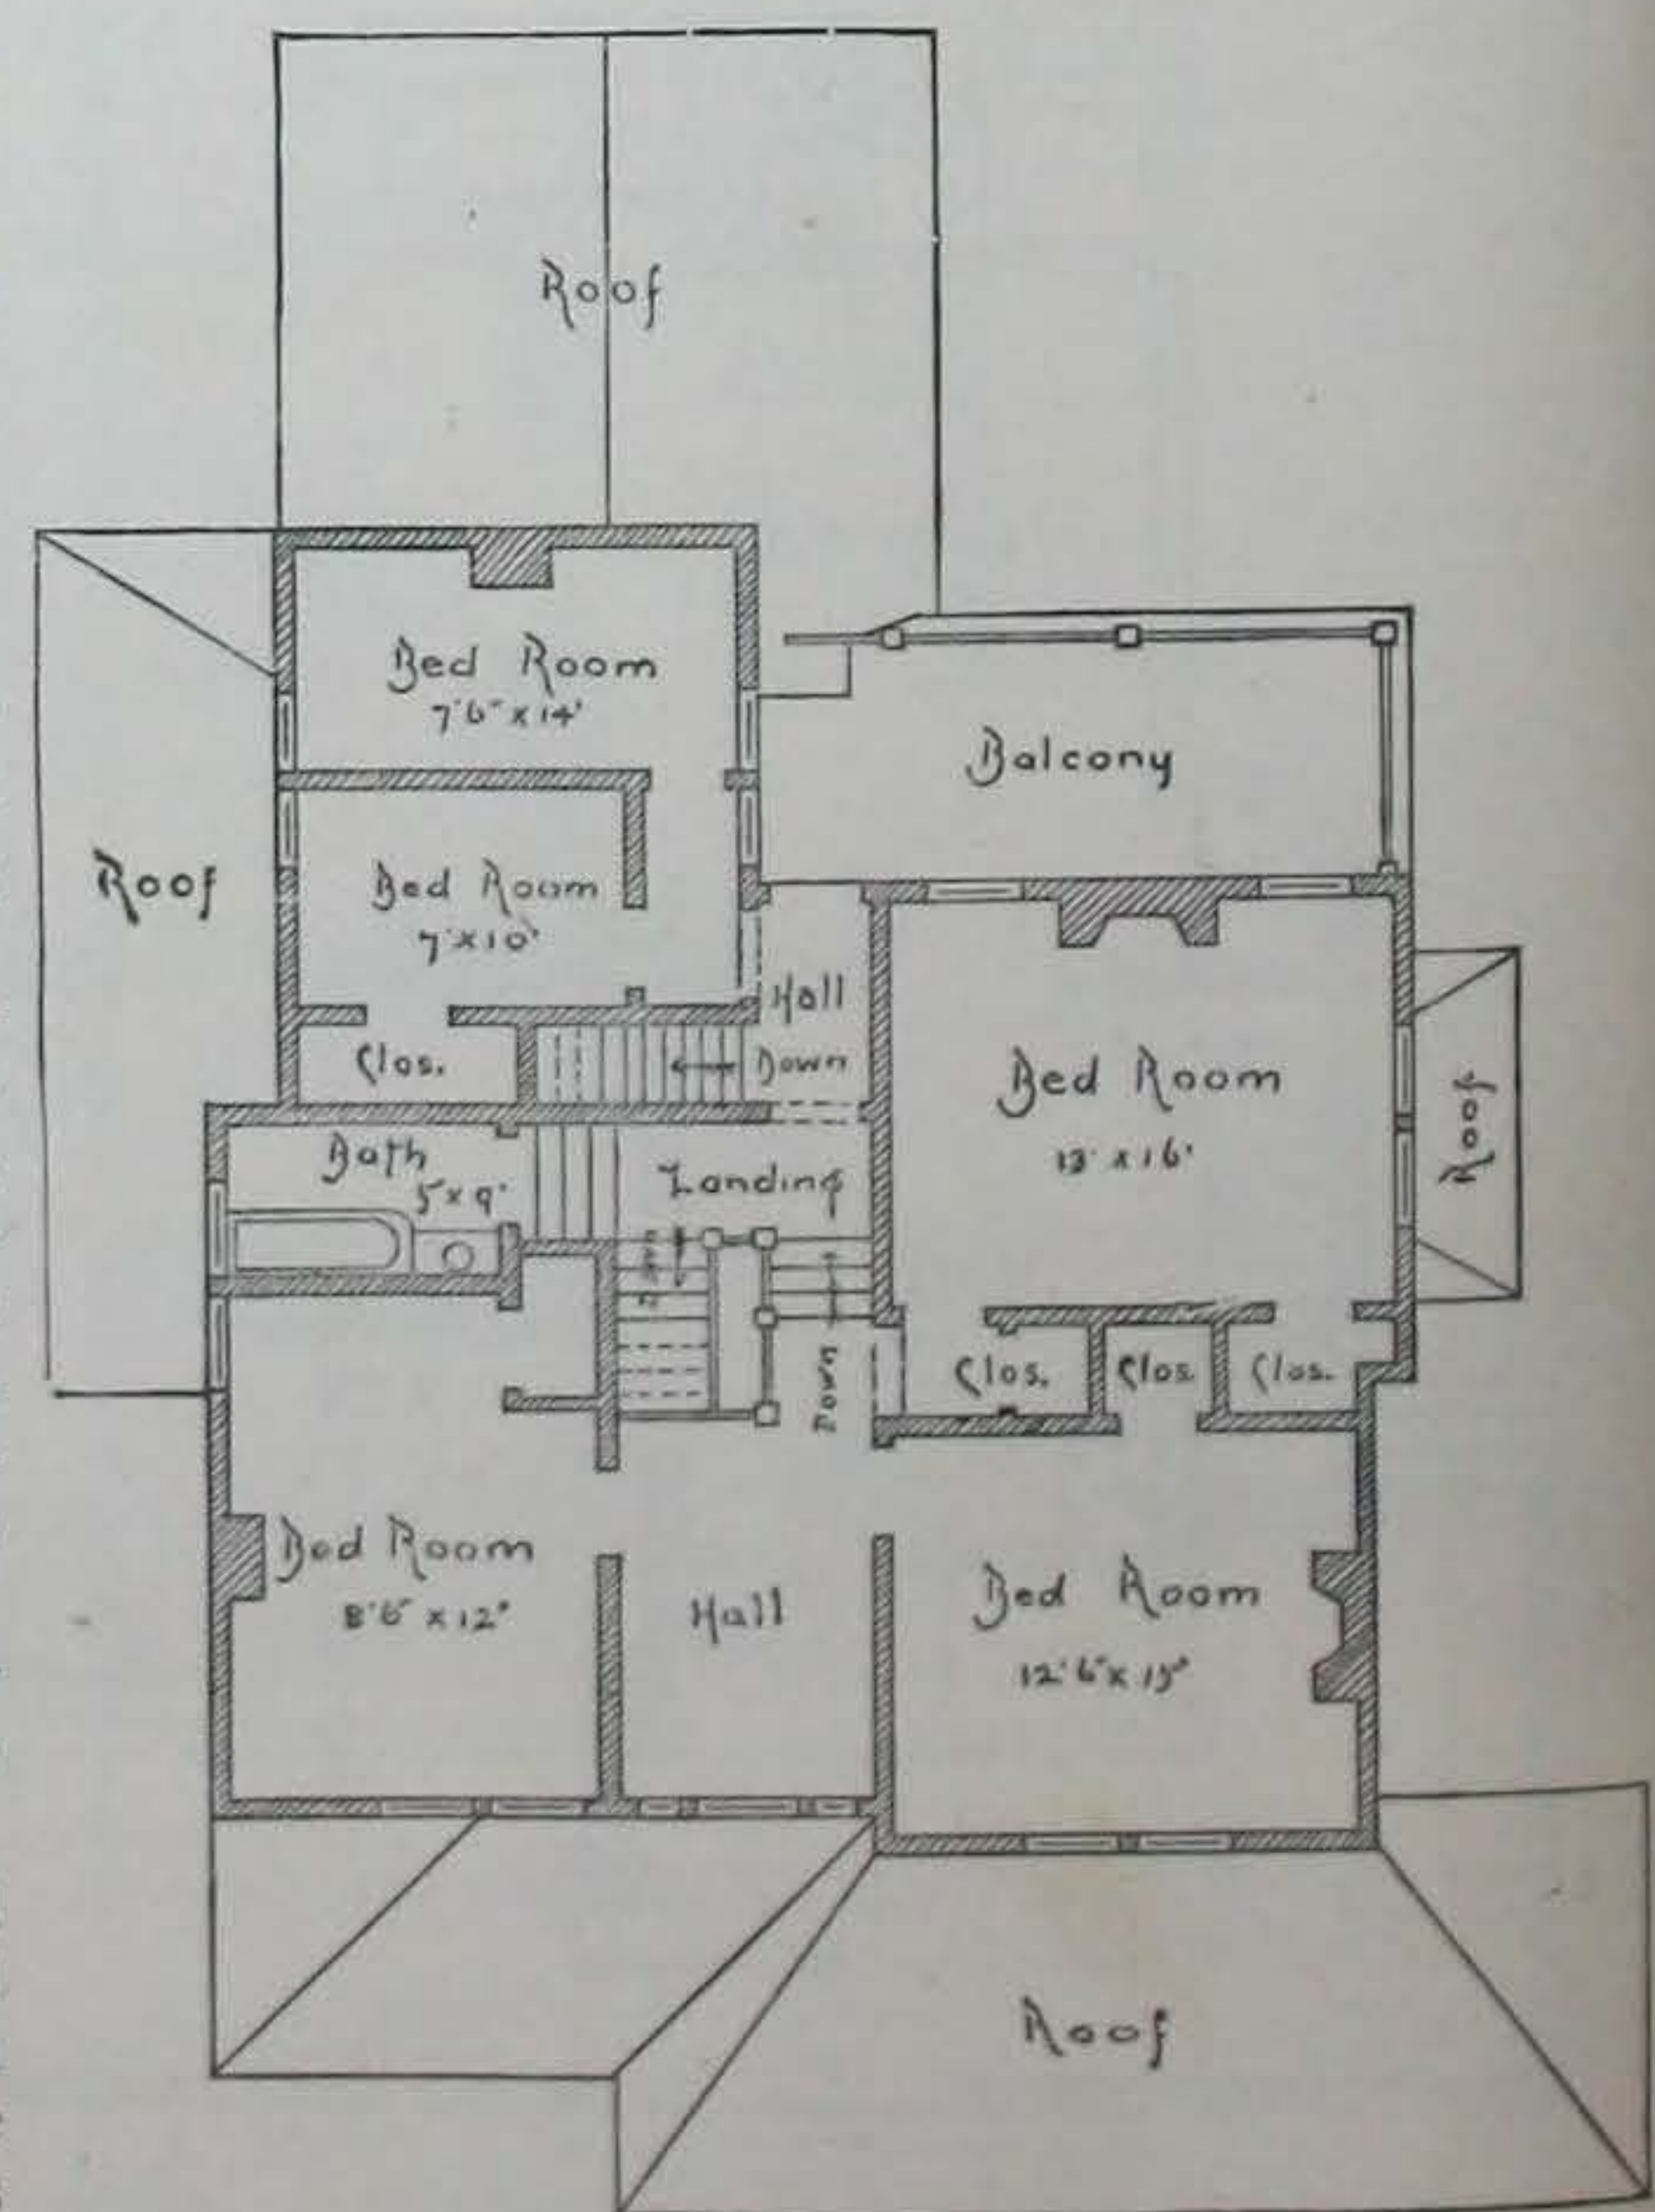 Roof
Bed Room
7'6" x 14'
Balcony
Roof
Bed Room
7' x 10'
Hall
Clos.
Down
Bed Room
13' x 16'
Roof
Bath
5' x 9'
Landing
Down
Down
Clos.
Clos
Clos.
Bed Room
8'6" x 12'
Hall
Bed Room
12'6" x 15'
Roof